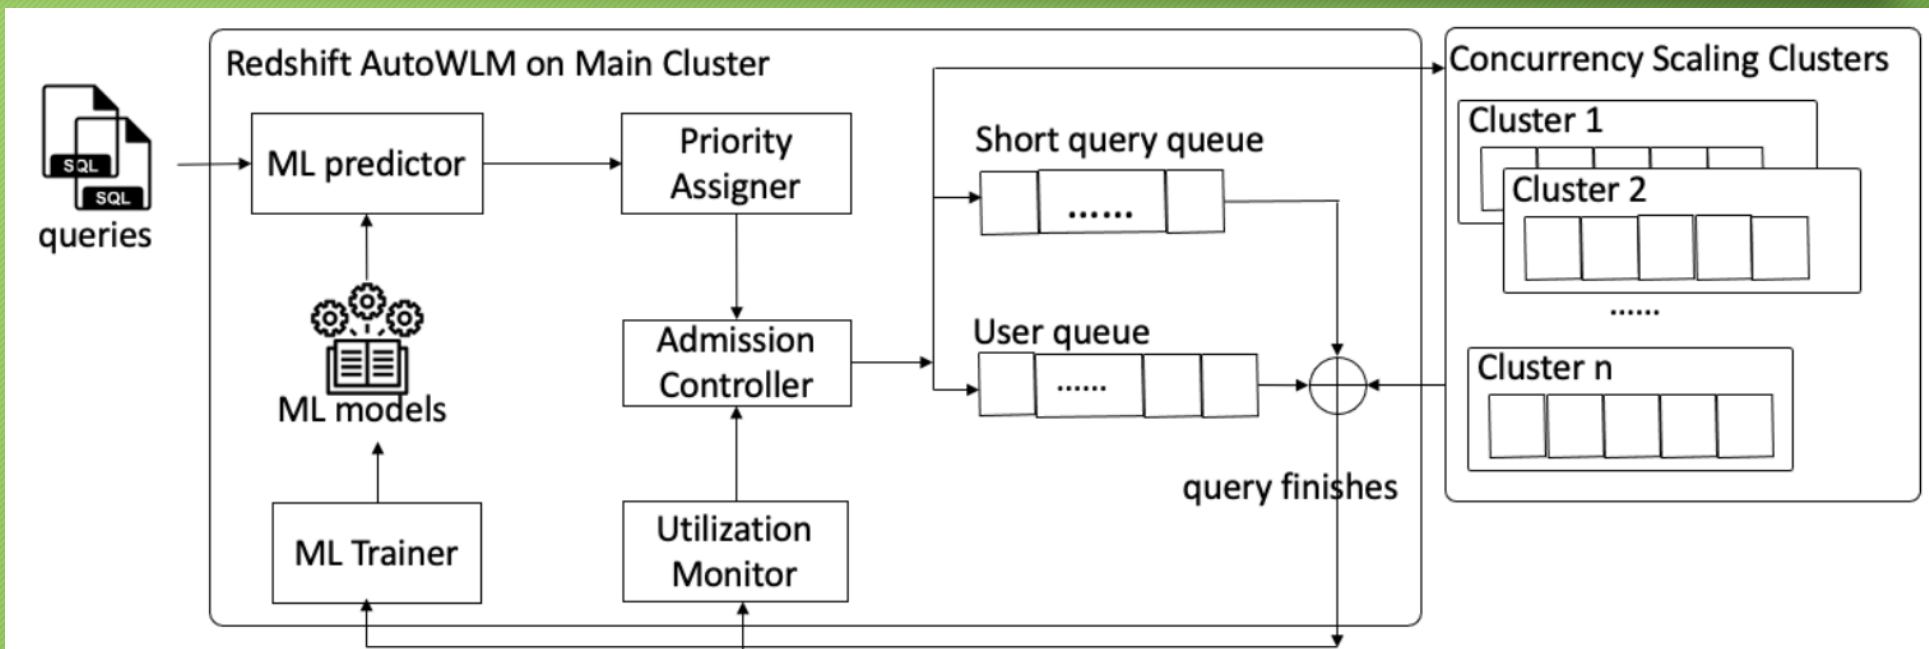 Redshift AutoWLM on Main Cluster
SQL
SQL
queries
ML predictor
Priority
Assigner
ML models
Admission
Controller
ML Trainer
Utilization
Monitor
Short query queue
......
User queue
......
query finishes
Concurrency Scaling Clusters
Cluster 1
Cluster 2
......
Cluster n